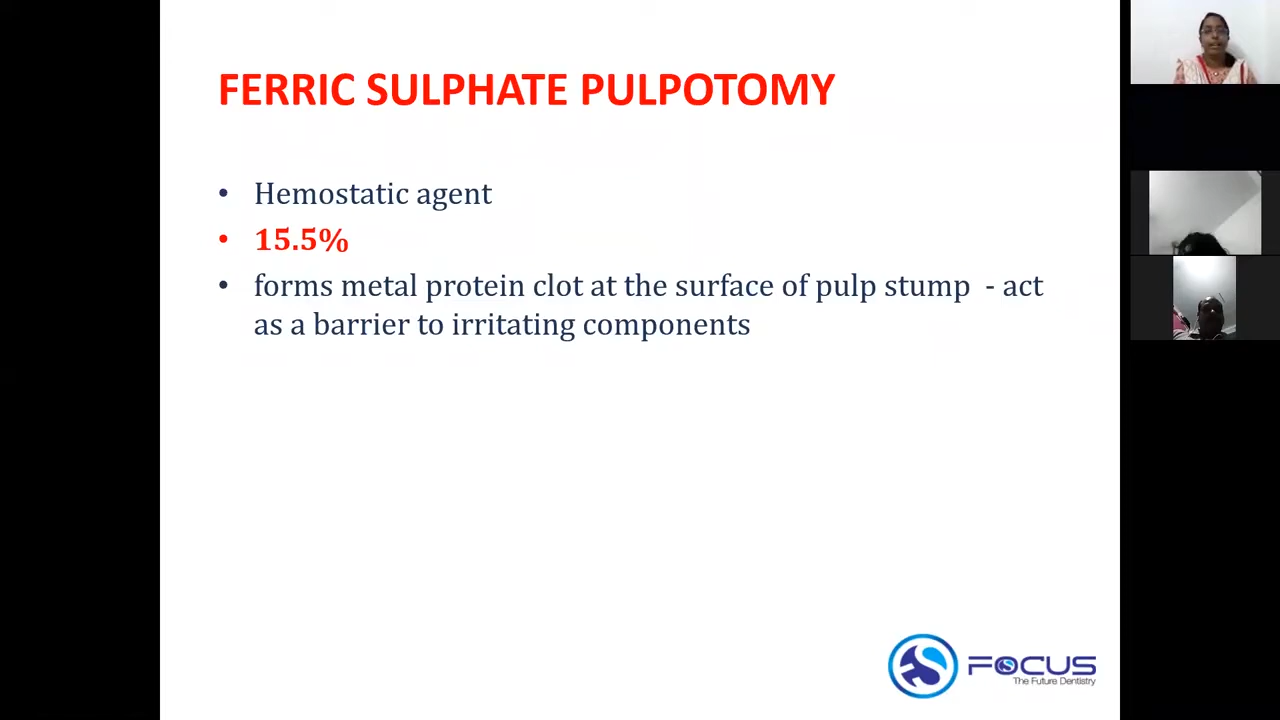 FERRIC SULPHATE PULPOTOMY
• Hemostatic agent
• 15.5%
• forms metal protein clot at the surface of pulp stump - act
as a barrier to irritating components
FOCUS
The Future Dentistry